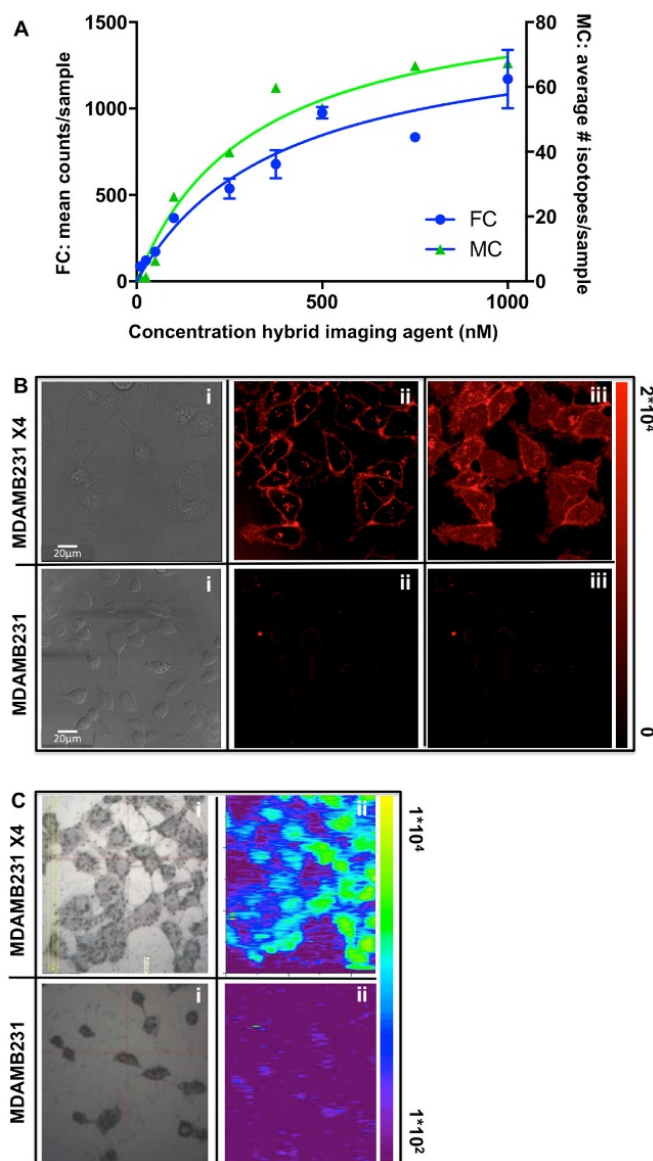 A
FC: mean counts/sample
1500
1000
500
0
80
60
40
20
0
MC: average # isotopes/sample
FC
MC
0
500
1000
Concentration hybrid imaging agent (nM)
B
MDAMB231 X4
i
20µm
ii
iii
2*10⁴
MDAMB231
i
20µm
ii
iii
0
C
MDAMB231 X4
i
ii
1*10⁴
MDAMB231
i
ii
1*10²